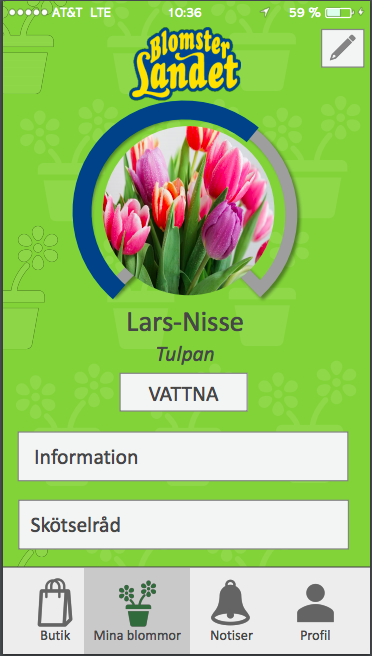 AT&T LTE 10:36 59 %
Blomster
Landet
Lars-Nisse
Tulpan
VATTNA
Information
Skötselråd
Butik Mina blommor Notiser Profil